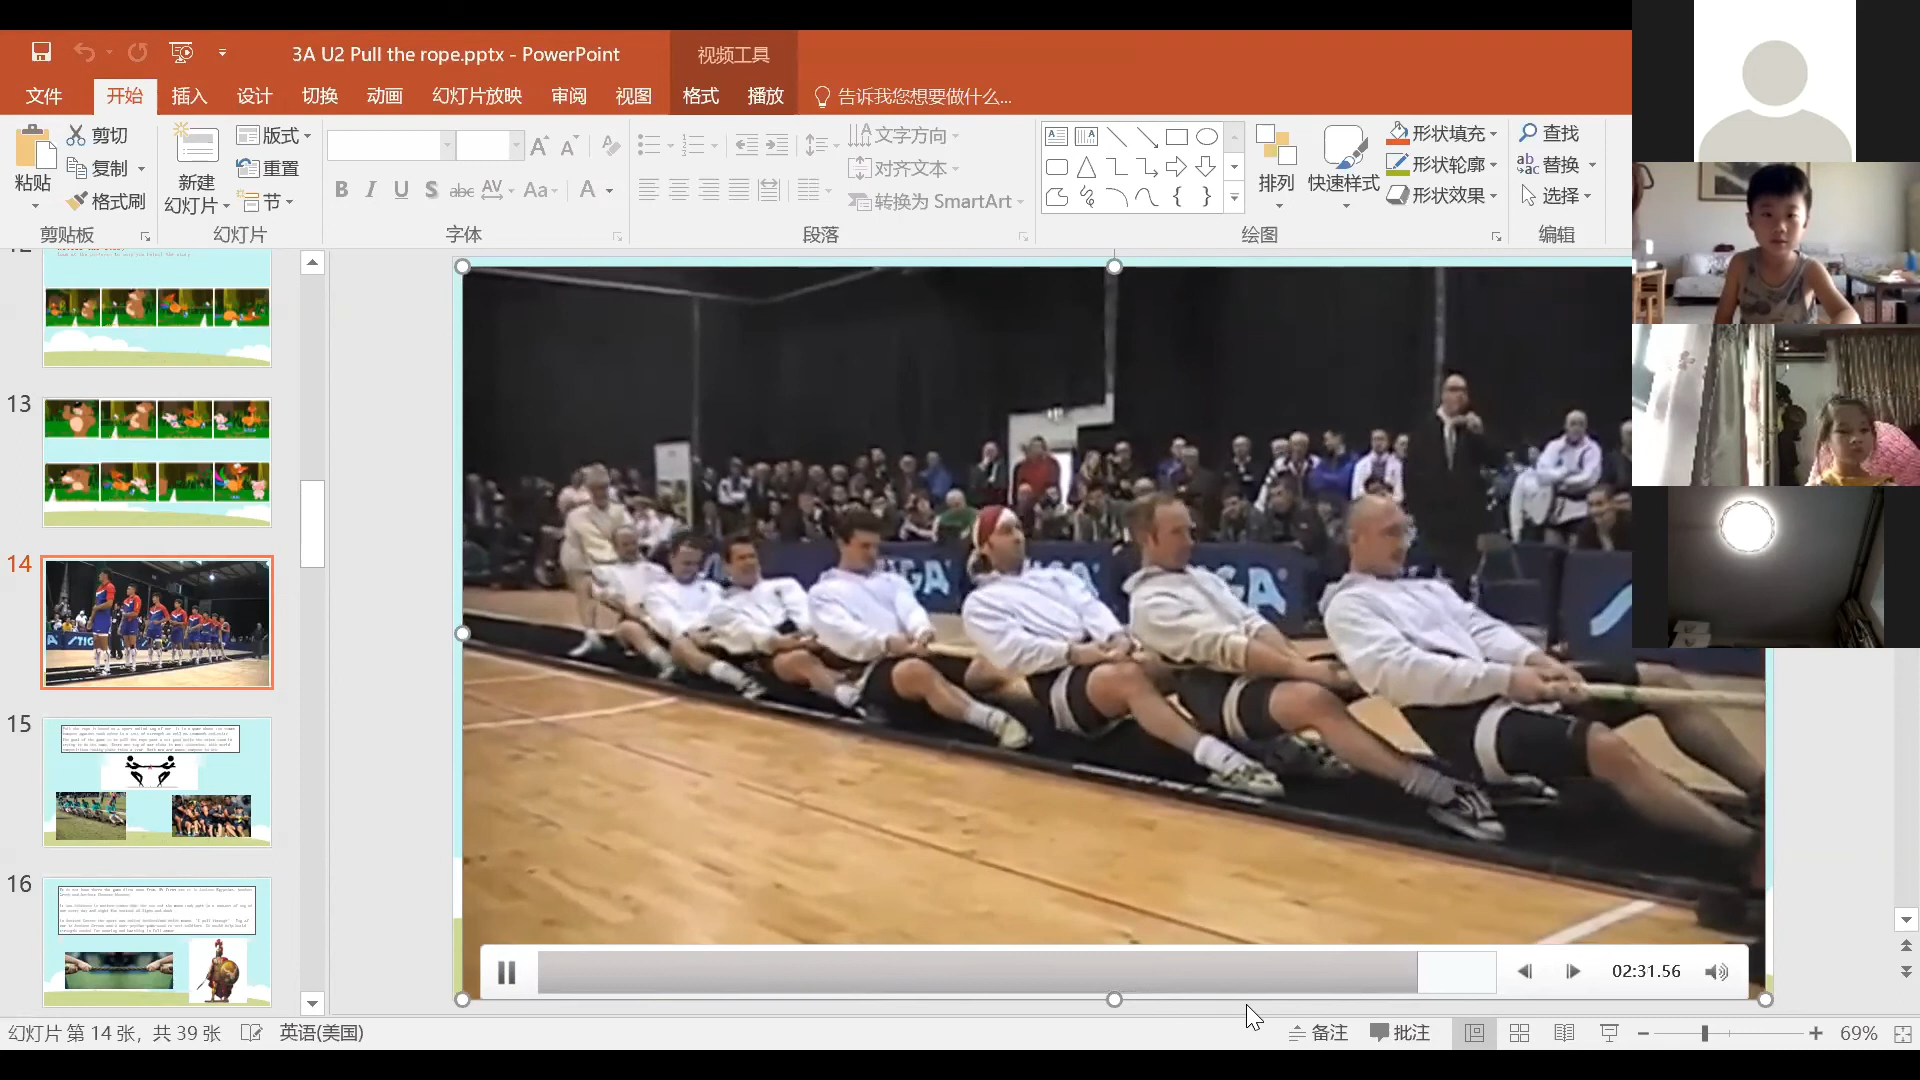 3A U2 Pull the rope.pptx - PowerPoint
视频工具
文件 开始 插入 设计 切换 动画 幻灯片放映 审阅 视图 格式 播放 告诉我您想要做什么...
粘贴
剪切
复制
格式刷
剪贴板
新建
幻灯片
版式
重置
节
幻灯片
B I U S abc AV Aa A
字体
文字方向
对齐文本
转换为 SmartArt
段落
排列
快速样式
形状填充
形状轮廓
形状效果
绘图
查找
替换
选择
编辑
13
14
15
16
STIGA
02:31.56
幻灯片 第 14 张，共 39 张
英语(美国)
备注
批注
69%